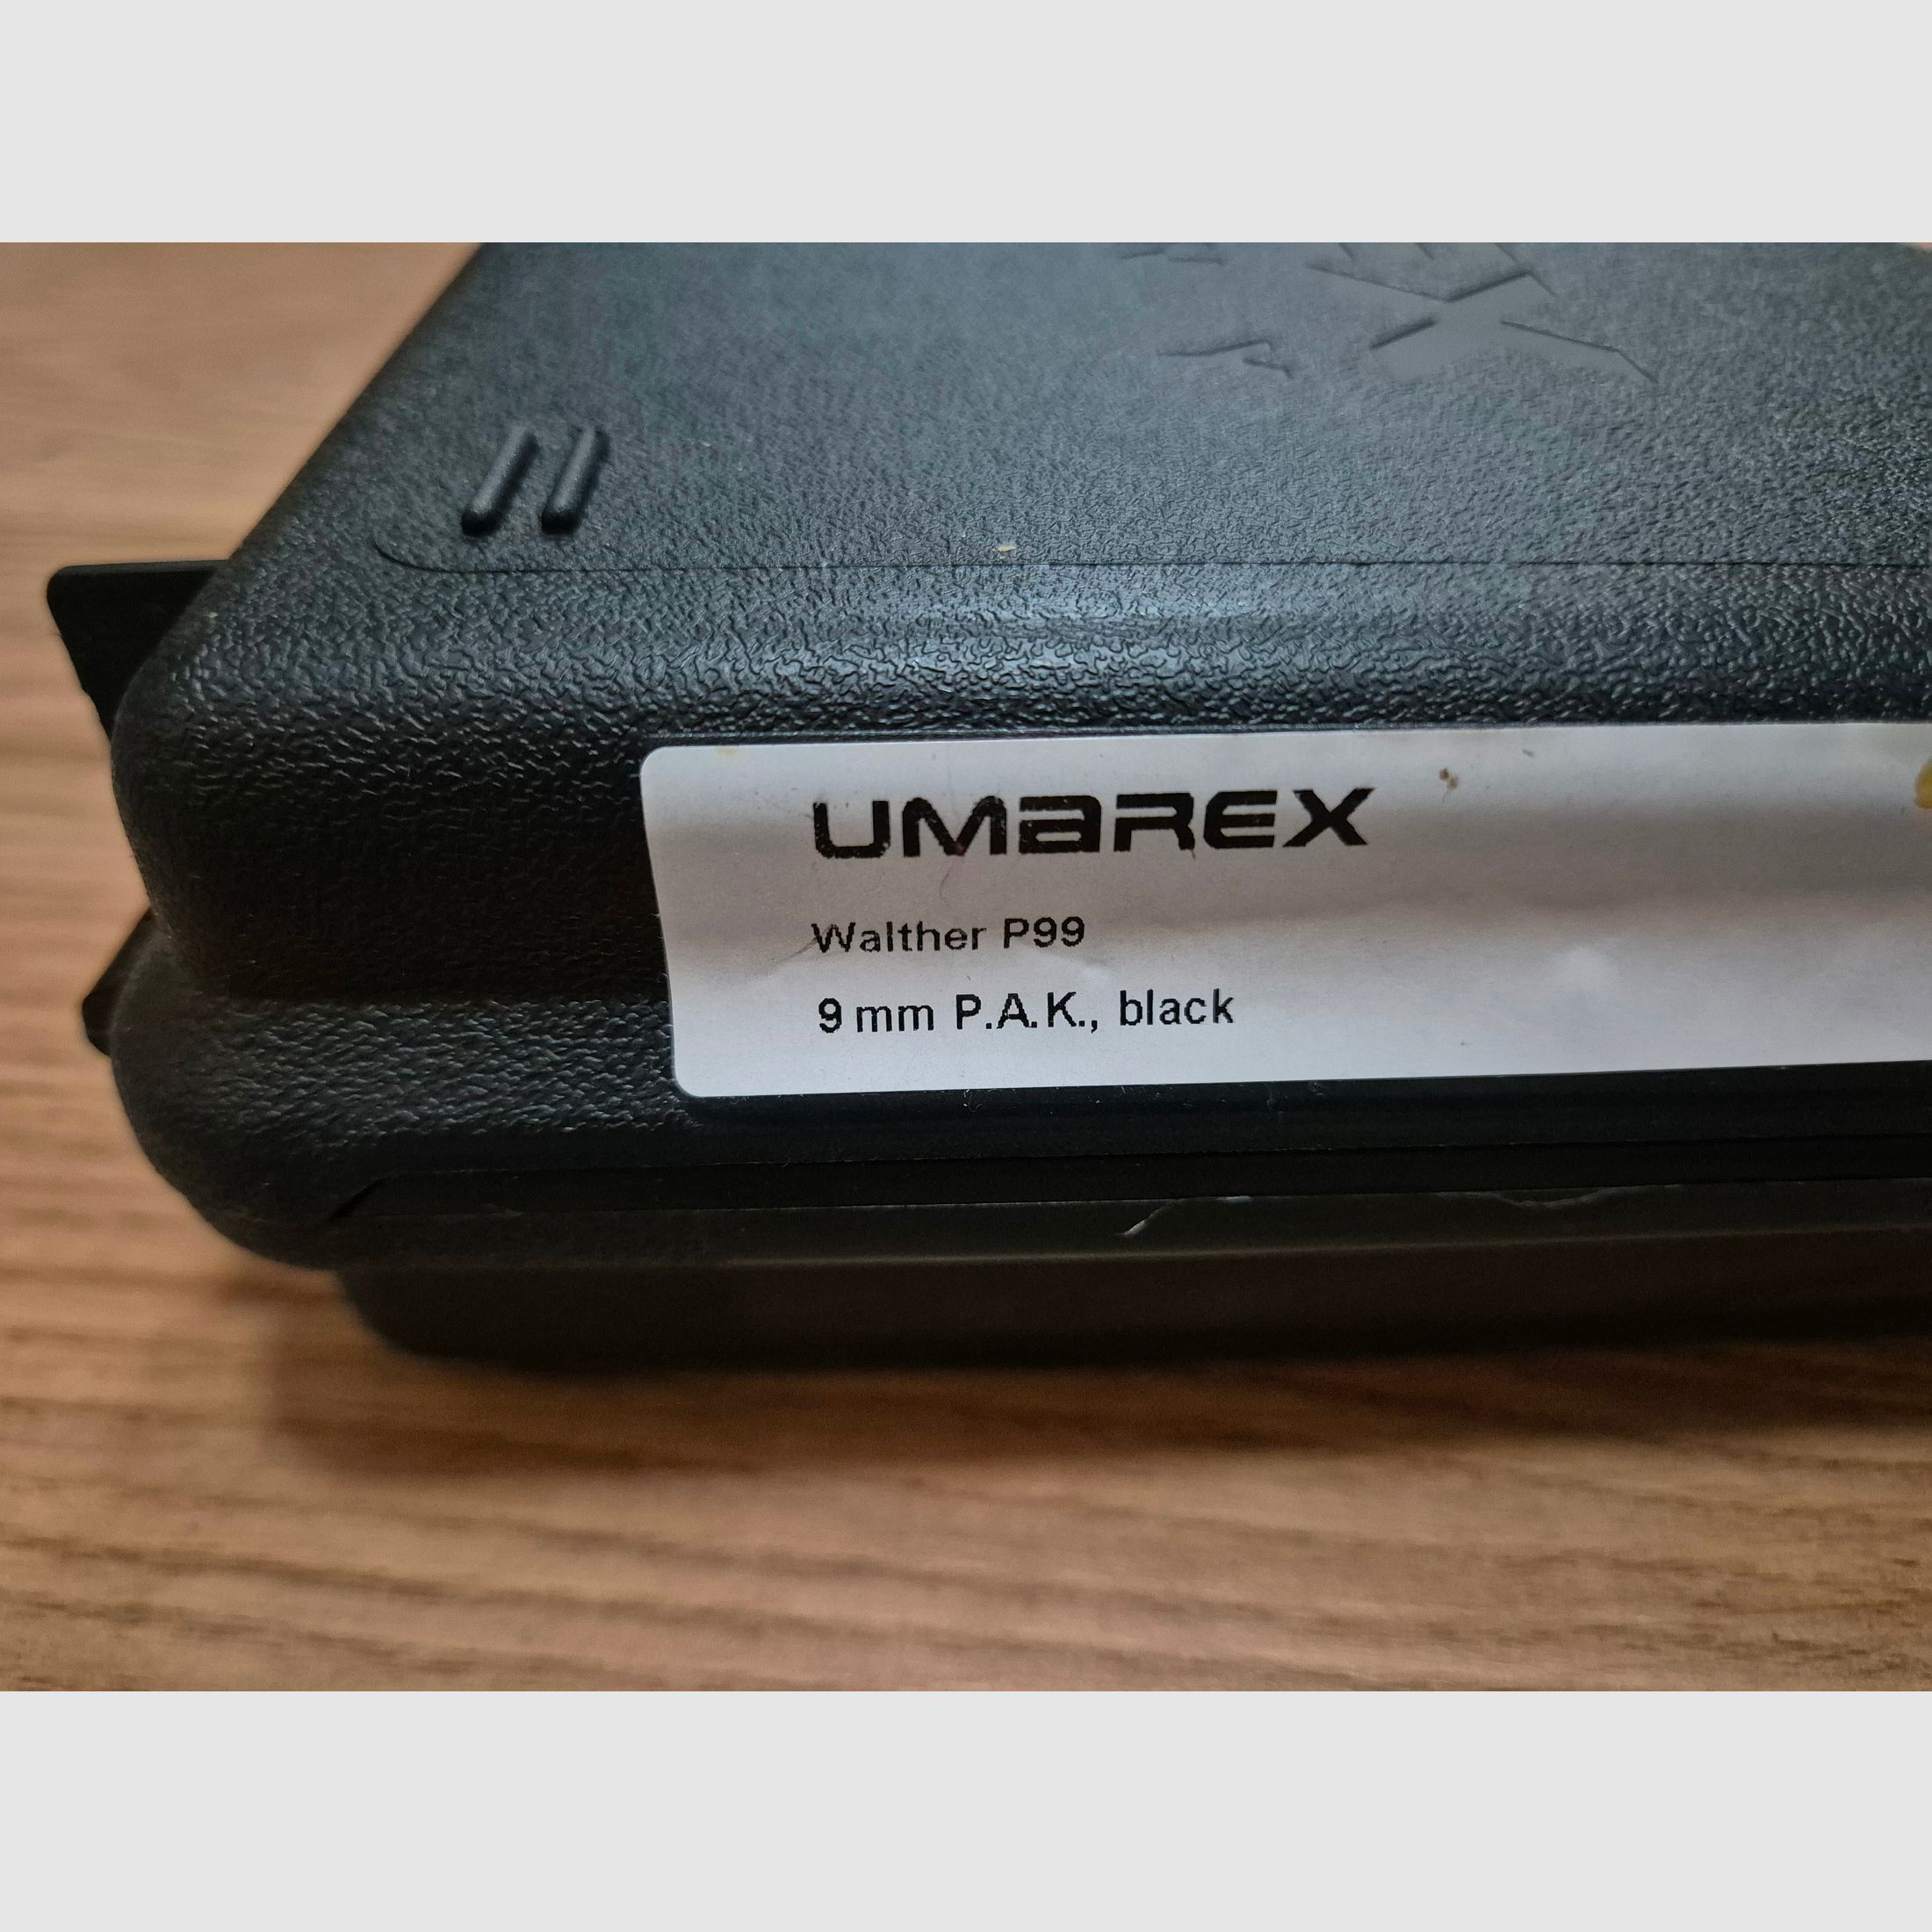 UMAREX
Walther P99
9 mm P.A.K., black